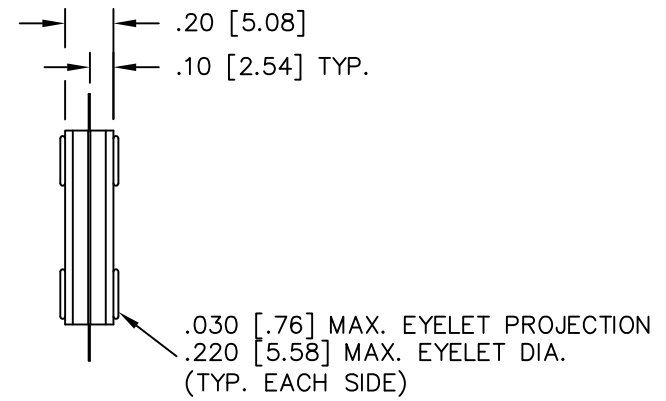 .20 [5.08]
.10 [2.54] TYP.
.030 [.76] MAX. EYELET PROJECTION
.220 [5.58] MAX. EYELET DIA.
(TYP. EACH SIDE)